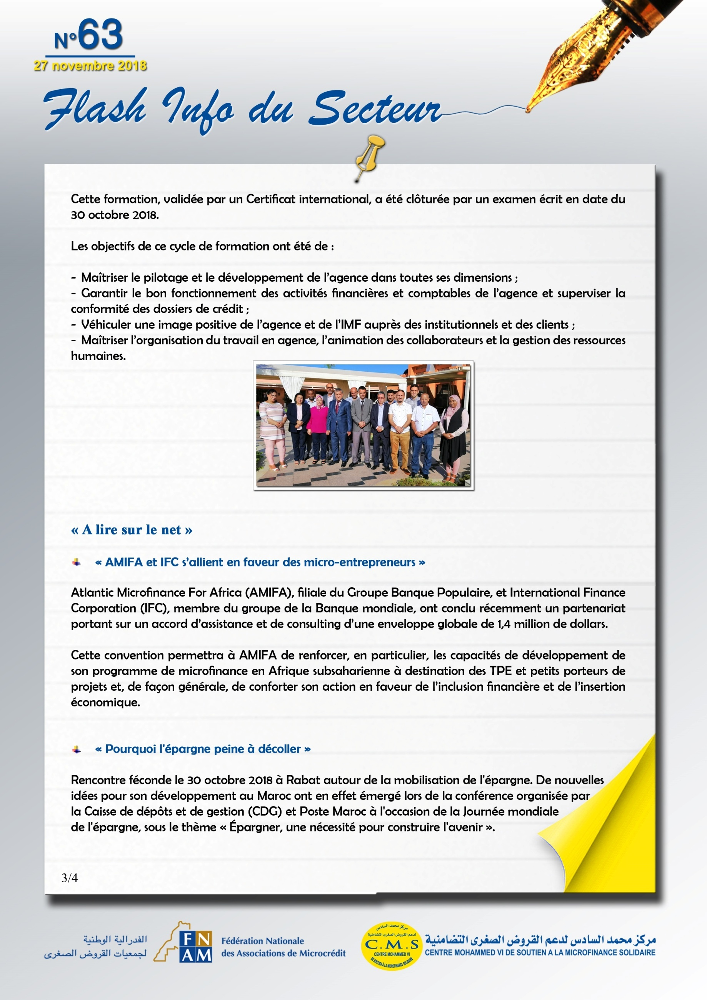 N°63
27 novembre 2018
Flash Info du Secteur
Cette formation, validée par un Certificat international, a été clôturée par un examen écrit en date du
30 octobre 2018.
Les objectifs de ce cycle de formation ont été de :
- Maîtriser le pilotage et le développement de l’agence dans toutes ses dimensions ;
- Garantir le bon fonctionnement des activités financières et comptables de l’agence et superviser la
conformité des dossiers de crédit ;
- Véhiculer une image positive de l’agence et de l’IMF auprès des institutionnels et des clients ;
- Maîtriser l’organisation du travail en agence, l’animation des collaborateurs et la gestion des ressources
humaines.
« A lire sur le net »
« AMIFA et IFC s’allient en faveur des micro-entrepreneurs »
Atlantic Microfinance For Africa (AMIFA), filiale du Groupe Banque Populaire, et International Finance
Corporation (IFC), membre du groupe de la Banque mondiale, ont conclu récemment un partenariat
portant sur un accord d’assistance et de consulting d’une enveloppe globale de 1,4 million de dollars.
Cette convention permettra à AMIFA de renforcer, en particulier, les capacités de développement de
son programme de microfinance en Afrique subsaharienne à destination des TPE et petits porteurs de
projets et, de façon générale, de conforter son action en faveur de l’inclusion financière et de l’insertion
économique.
« Pourquoi l'épargne peine à décoller »
Rencontre féconde le 30 octobre 2018 à Rabat autour de la mobilisation de l'épargne. De nouvelles
idées pour son développement au Maroc ont en effet émergé lors de la conférence organisée par
la Caisse de dépôts et de gestion (CDG) et Poste Maroc à l'occasion de la Journée mondiale
de l'épargne, sous le thème « Épargner, une nécessité pour construire l'avenir ».
3/4
الفدرالية الوطنية
لجمعيات القروض الصغرى
FN
AM
Fédération Nationale
des Associations de Microcrédit
مركز محمد السادس
لدعم القروض الصغرى التضامنية
C.M.S
CENTRE MOHAMMED VI
DE SOUTIEN À LA MICROFINANCE SOLIDAIRE
مركز محمد السادس لدعم القروض الصغرى التضامنية
CENTRE MOHAMMED VI DE SOUTIEN A LA MICROFINANCE SOLIDAIRE